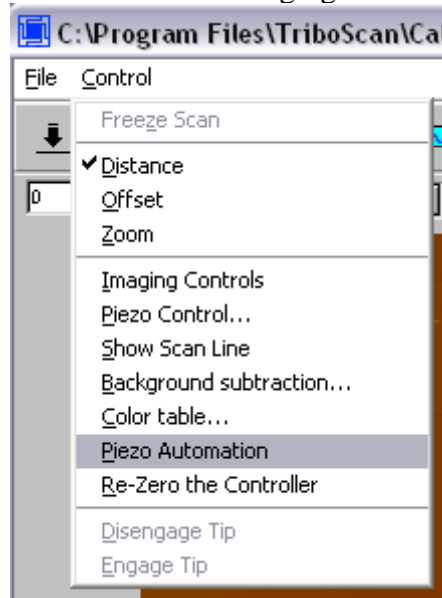 C:\Program Files\TriboScan\Ca
File Control
Freeze Scan
Distance
0
Offset
Zoom
Imaging Controls
Piezo Control...
Show Scan Line
Background subtraction...
Color table...
Piezo Automation
Re-Zero the Controller
Disengage Tip
Engage Tip